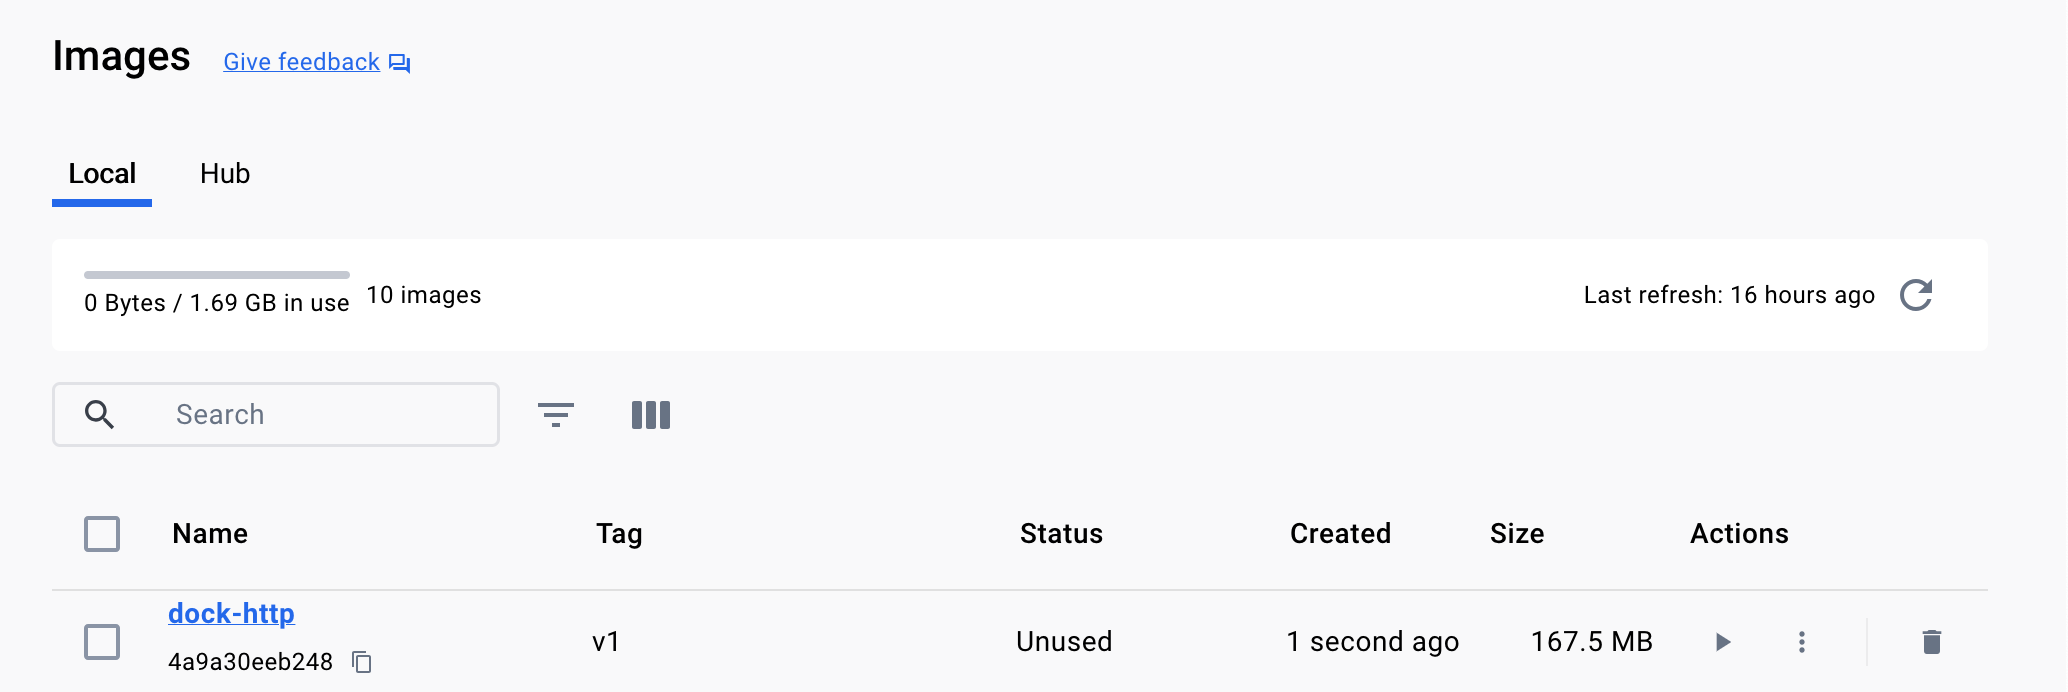 Images Give feedback
Local Hub
0 Bytes / 1.69 GB in use 10 images Last refresh: 16 hours ago
Search
Name Tag Status Created Size Actions
dock-http
4a9a30eeb248 v1 Unused 1 second ago 167.5 MB